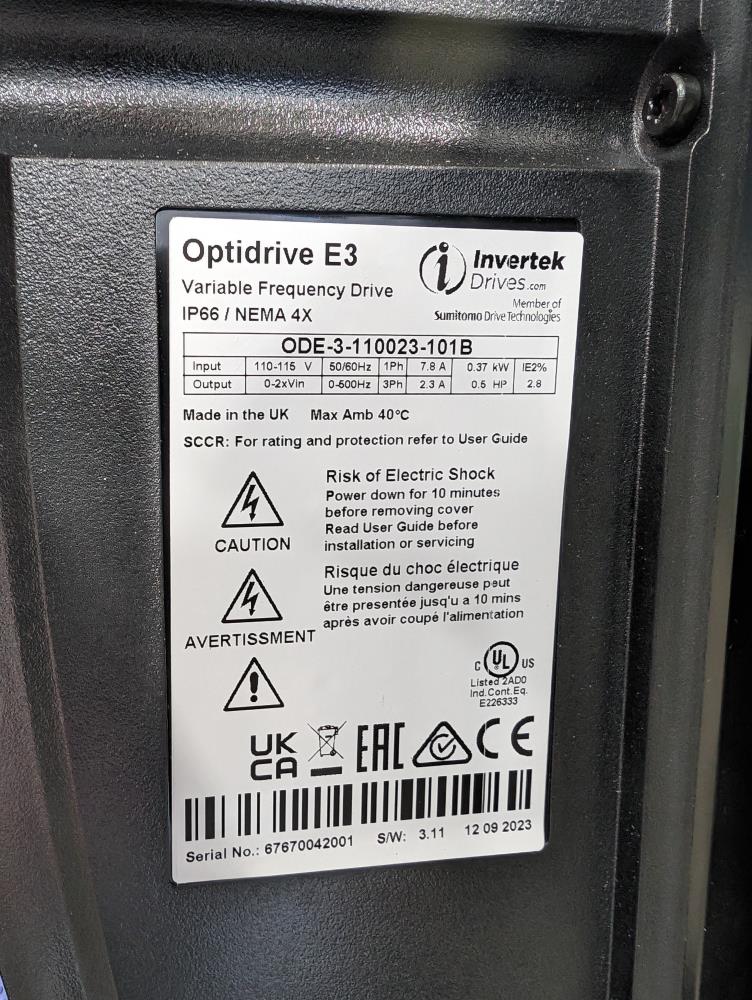 Optidrive E3
Variable Frequency Drive
IP66 / NEMA 4X
Invertek
Drives.com
Member of
Sumitomo Drive Technologies
ODE-3-110023-101B
Input 110-115 V 50/60Hz 1Ph 7.8 A 0.37 kW IE2%
Output 0-2xVin 0-500Hz 3Ph 2.3 A 0.5 HP 2.8
Made in the UK Max Amb 40°C
SCCR: For rating and protection refer to User Guide
Risk of Electric Shock
Power down for 10 minutes
before removing cover
Read User Guide before
installation or servicing
CAUTION
Risque du choc électrique
Une tension dangereuse peut
être presentée jusqu'u a 10 mins
après avoir coupé l'alimentation
AVERTISSMENT
C UL US
Listed 2AD0
Ind.Cont.Eq.
E226333
UK
CA
EAC
CE
Serial No.: 67670042001 S/W: 3.11 12 09 2023